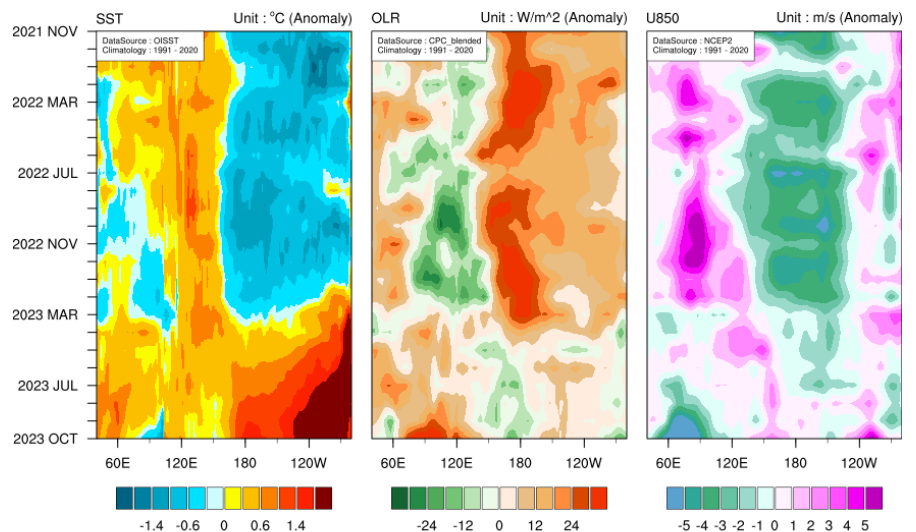 SST Unit : °C (Anomaly)
DataSource : OISST
Climatology : 1991 - 2020
2021 NOV
2022 MAR
2022 JUL
2022 NOV
2023 MAR
2023 JUL
2023 OCT
60E 120E 180 120W
-1.4 -0.6 0 0.6 1.4
OLR Unit : W/m^2 (Anomaly)
DataSource : CPC_blended
Climatology : 1991 - 2020
60E 120E 180 120W
-24 -12 0 12 24
U850 Unit : m/s (Anomaly)
DataSource : NCEP2
Climatology : 1991 - 2020
60E 120E 180 120W
-5 -4 -3 -2 -1 0 1 2 3 4 5